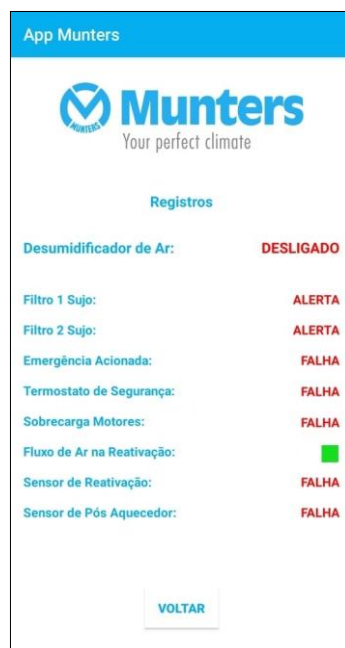 App Munters
MUNTERS
Munters
Your perfect climate
Registros
Desumidificador de Ar: DESLIGADO
Filtro 1 Sujo: ALERTA
Filtro 2 Sujo: ALERTA
Emergência Acionada: FALHA
Termostato de Segurança: FALHA
Sobrecarga Motores: FALHA
Fluxo de Ar na Reativação:
Sensor de Reativação: FALHA
Sensor de Pós Aquecedor: FALHA
VOLTAR